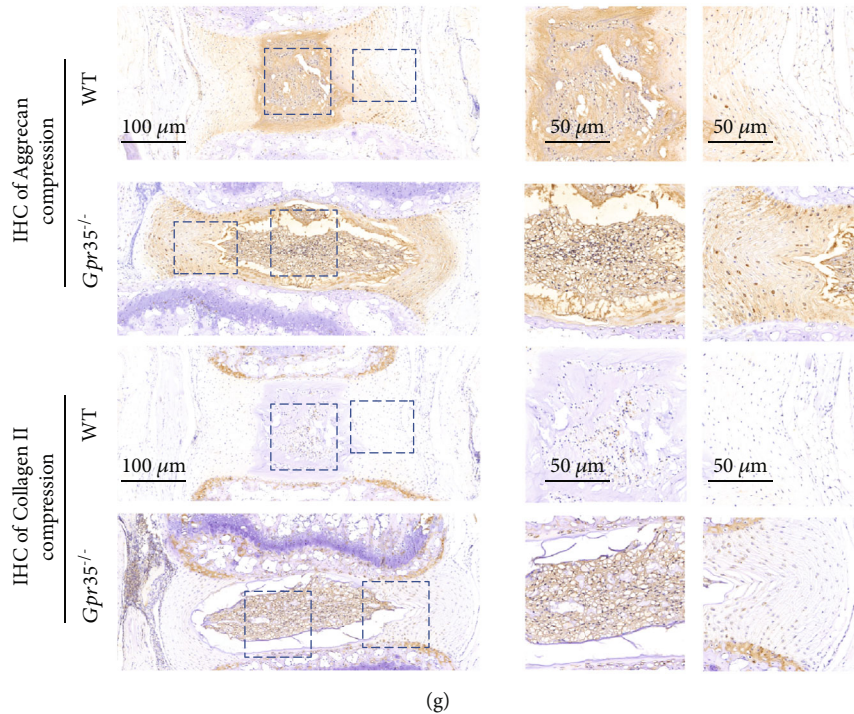 IHC of Aggrecan
compression
WT
100 μm
50 μm
50 μm
Gpr35-/-
IHC of Collagen II
compression
WT
100 μm
50 μm
50 μm
Gpr35-/-
(g)